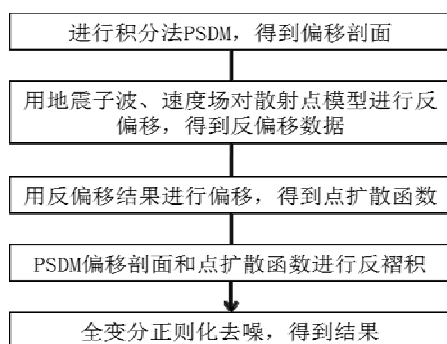 进行积分法PSDM，得到偏移剖面
用地震子波、速度场对散射点模型进行反
偏移，得到反偏移数据
用反偏移结果进行偏移，得到点扩散函数
PSDM偏移剖面和点扩散函数进行反褶积
全变分正则化去噪，得到结果